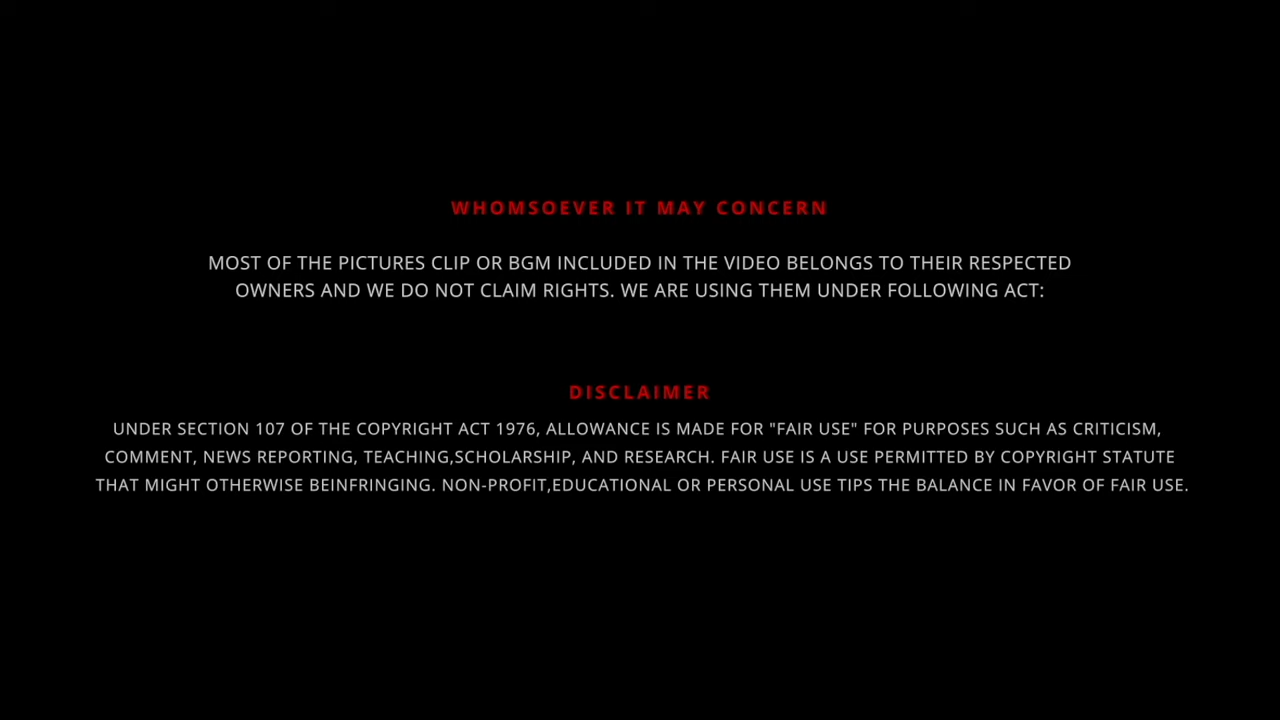 WHOMSOEVER IT MAY CONCERN
MOST OF THE PICTURES CLIP OR BGM INCLUDED IN THE VIDEO BELONGS TO THEIR RESPECTED
OWNERS AND WE DO NOT CLAIM RIGHTS. WE ARE USING THEM UNDER FOLLOWING ACT:
DISCLAIMER
UNDER SECTION 107 OF THE COPYRIGHT ACT 1976, ALLOWANCE IS MADE FOR "FAIR USE" FOR PURPOSES SUCH AS CRITICISM,
COMMENT, NEWS REPORTING, TEACHING,SCHOLARSHIP, AND RESEARCH. FAIR USE IS A USE PERMITTED BY COPYRIGHT STATUTE
THAT MIGHT OTHERWISE BEINFRINGING. NON-PROFIT,EDUCATIONAL OR PERSONAL USE TIPS THE BALANCE IN FAVOR OF FAIR USE.